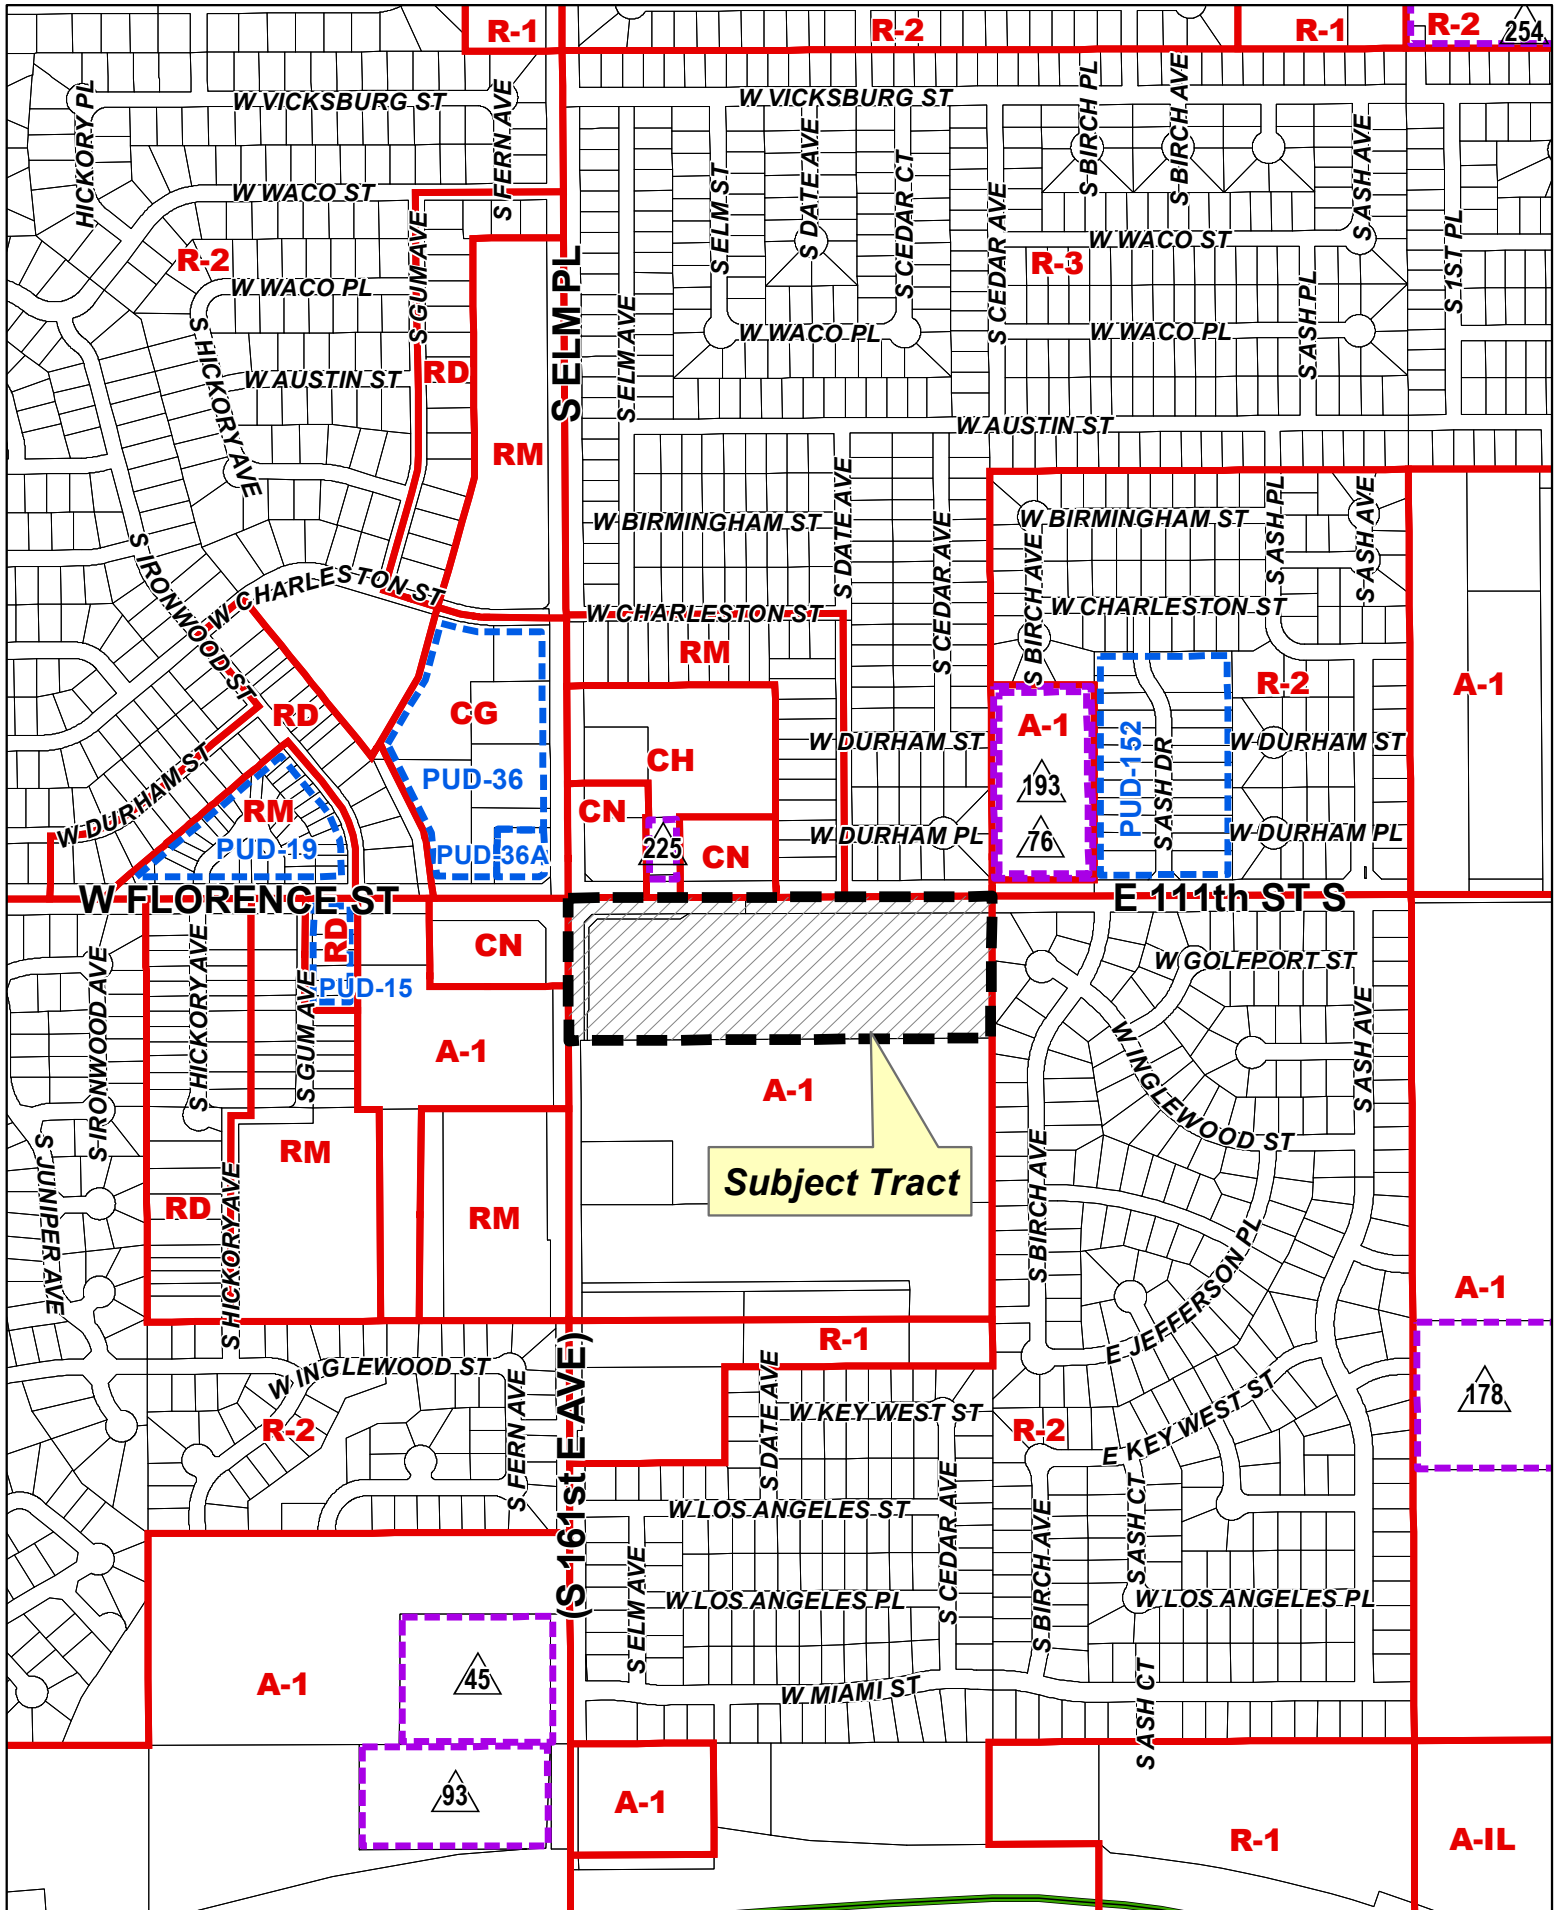 R-1
R-2
R-1
R-2
254
HICKORY PL
W VICKSBURG ST
S FERN AVE
W VICKSBURG ST
S BIRCH PL
S BIRCH AVE
S ASH AVE
W WACO ST
S ELM ST
S DATE AVE
S CEDAR CT
S CEDAR AVE
S 1ST PL
R-2
S GUM AVE
W WACO ST
R-3
W WACO PL
S ELM PL
S ELM AVE
W WACO PL
W WACO PL
S ASH PL
S HICKORY AVE
W AUSTIN ST
RD
W AUSTIN ST
RM
S DATE AVE
S ASH PL
S ASH AVE
W BIRMINGHAM ST
W BIRMINGHAM ST
S IRONWOOD ST
S CEDAR AVE
S BIRCH AVE
W CHARLESTON ST
W CHARLESTON ST
W CHARLESTON ST
RM
R-2
A-1
RD
CG
A-1
W DURHAM ST
W DURHAM ST
W DURHAM ST
CH
PUD-36
193
PUD-152
S ASH DR
RM
CN
W DURHAM PL
76
W DURHAM PL
PUD-19
PUD-36A
225
CN
W FLORENCE ST
E 111th ST S
RD
CN
W GOLFPORT ST
S IRONWOOD AVE
S HICKORY AVE
PUD-15
S GUM AVE
A-1
A-1
W INGLEWOOD ST
S ASH AVE
S JUNIPER AVE
RM
Subject Tract
RD
S HICKORY AVE
RM
S BIRCH AVE
E JEFFERSON PL
A-1
R-1
W INGLEWOOD ST
(S 161st E AVE)
S FERN AVE
S DATE AVE
W KEY WEST ST
R-2
R-2
E KEY WEST ST
178
S CEDAR AVE
W LOS ANGELES ST
S BIRCH AVE
S ASH CT
S ELM AVE
W LOS ANGELES PL
W LOS ANGELES PL
A-1
45
W MIAMI ST
S ASH CT
93
A-1
R-1
A-IL